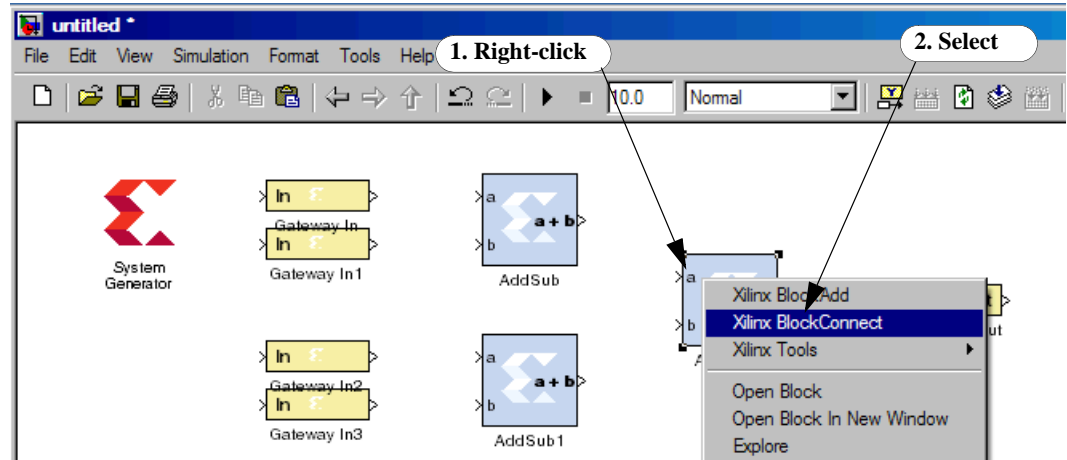 untitled *
File Edit View Simulation Format Tools Help
1. Right-click
2. Select
10.0
Normal
Y
In
Gateway In
In
Gateway In1
a
b
a + b
AddSub
System
Generator
a
b
Xilinx BlockAdd
Xilinx BlockConnect
Xilinx Tools
Open Block
Open Block In New Window
Explore
t
ut
A
In
Gateway In2
In
Gateway In3
a
b
a + b
AddSub1